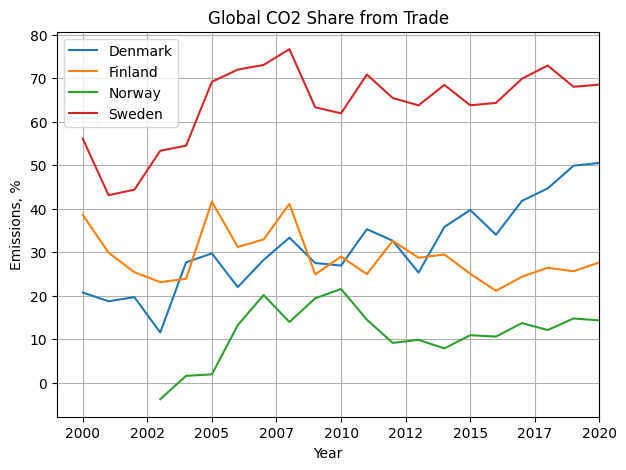 Global CO2 Share from Trade
80
70
60
50
40
30
20
10
0
Emissions, %
Denmark
Finland
Norway
Sweden
2000 2002 2005 2007 2010 2012 2015 2017 2020
Year